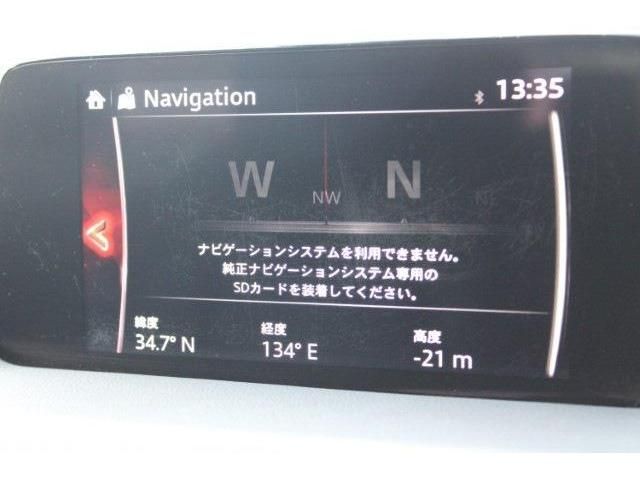 Navigation 13:35
W NW N NE
ナビゲーションシステムを利用できません。
純正ナビゲーションシステム専用の
SDカードを装着してください。
緯度 経度 高度
34.7° N 134° E -21 m